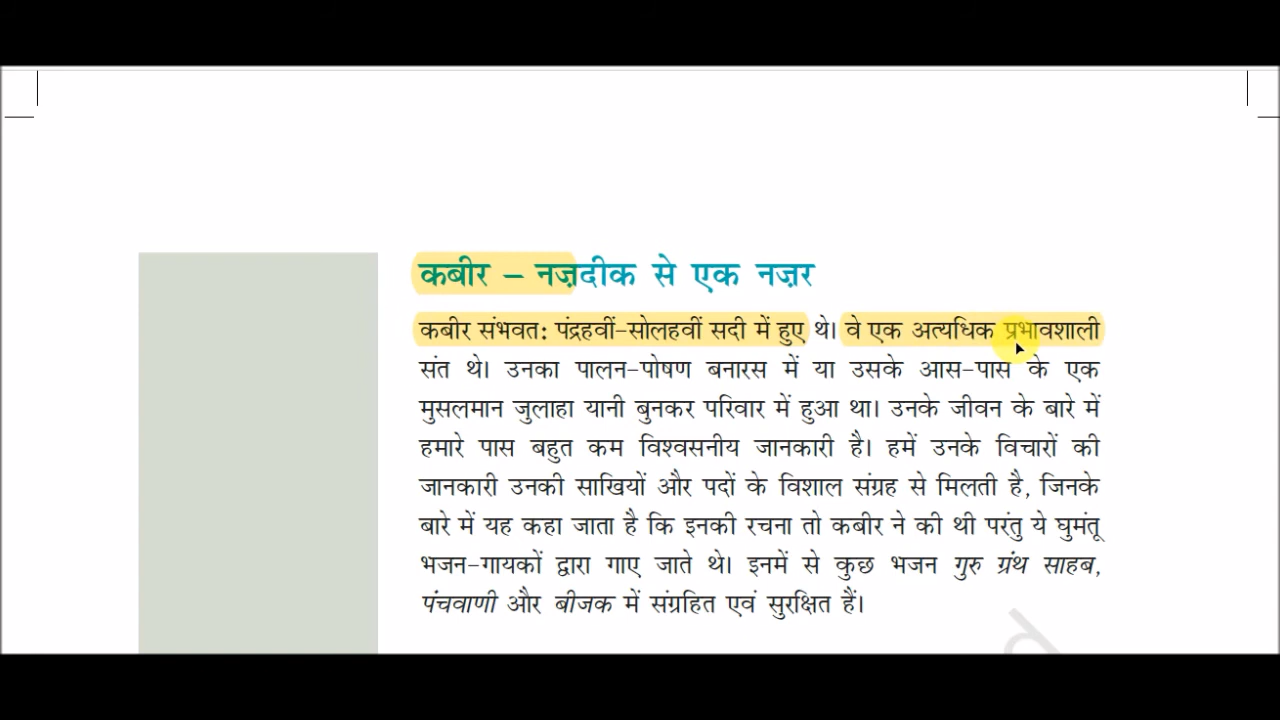 कबीर – नज़दीक से एक नज़र
कबीर संभवत: पंद्रहवीं-सोलहवीं सदी में हुए थे। वे एक अत्यधिक प्रभावशाली
संत थे। उनका पालन-पोषण बनारस में या उसके आस-पास के एक
मुसलमान जुलाहा यानी बुनकर परिवार में हुआ था। उनके जीवन के बारे में
हमारे पास बहुत कम विश्वसनीय जानकारी है। हमें उनके विचारों की
जानकारी उनकी साखियों और पदों के विशाल संग्रह से मिलती है, जिनके
बारे में यह कहा जाता है कि इनकी रचना तो कबीर ने की थी परंतु ये घुमंतू
भजन-गायकों द्वारा गाए जाते थे। इनमें से कुछ भजन गुरु ग्रंथ साहब,
पंचवाणी और बीजक में संग्रहित एवं सुरक्षित हैं।